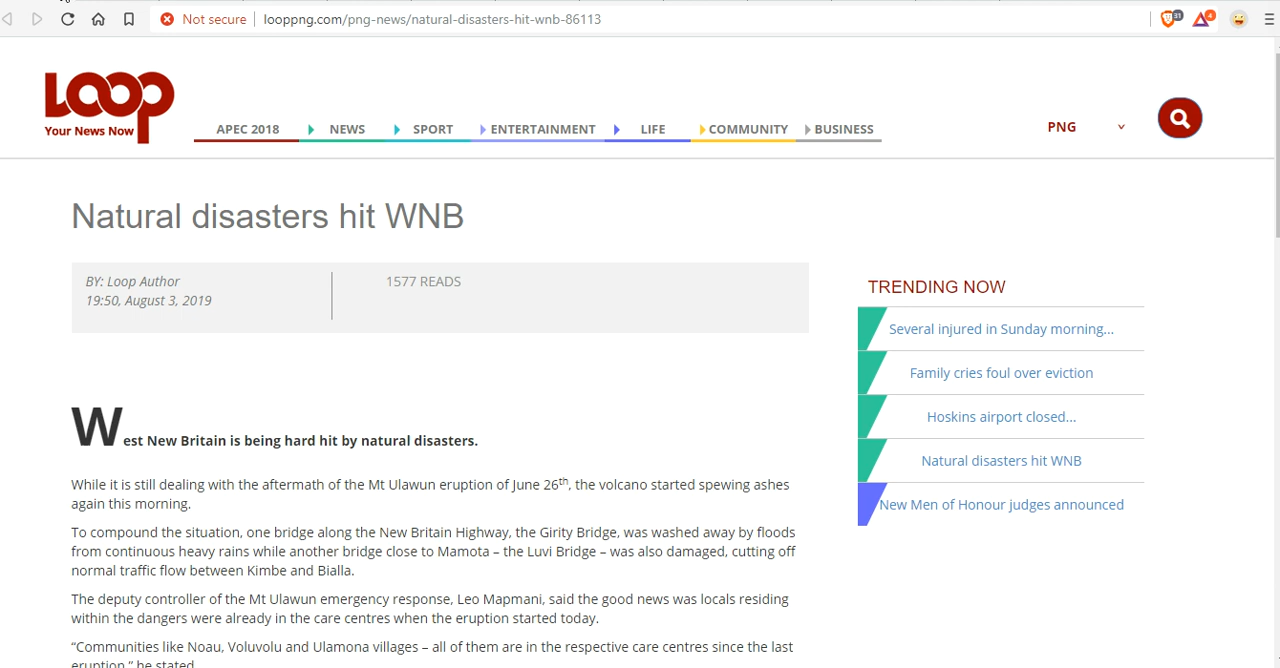 Not secure | looppng.com/png-news/natural-disasters-hit-wnb-86113
31
4
LOOP
Your News Now
APEC 2018 NEWS SPORT ENTERTAINMENT LIFE COMMUNITY BUSINESS
PNG
Natural disasters hit WNB
BY: Loop Author
19:50, August 3, 2019
1577 READS
West New Britain is being hard hit by natural disasters.
While it is still dealing with the aftermath of the Mt Ulawun eruption of June 26th, the volcano started spewing ashes
again this morning.
To compound the situation, one bridge along the New Britain Highway, the Girity Bridge, was washed away by floods
from continuous heavy rains while another bridge close to Mamota – the Luvi Bridge – was also damaged, cutting off
normal traffic flow between Kimbe and Bialla.
The deputy controller of the Mt Ulawun emergency response, Leo Mapmani, said the good news was locals residing
within the dangers were already in the care centres when the eruption started today.
“Communities like Noau, Voluvolu and Ulamona villages – all of them are in the respective care centres since the last
eruption,” he stated.
TRENDING NOW
Several injured in Sunday morning...
Family cries foul over eviction
Hoskins airport closed...
Natural disasters hit WNB
New Men of Honour judges announced